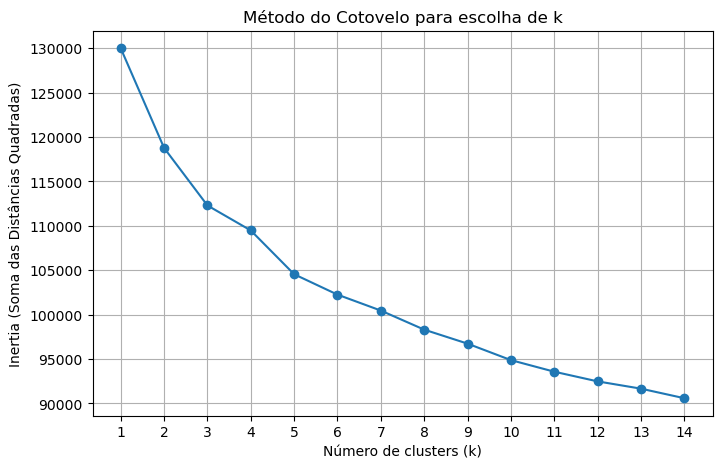 Método do Cotovelo para escolha de k
Inertia (Soma das Distâncias Quadradas)
130000
125000
120000
115000
110000
105000
100000
95000
90000
1 2 3 4 5 6 7 8 9 10 11 12 13 14
Número de clusters (k)